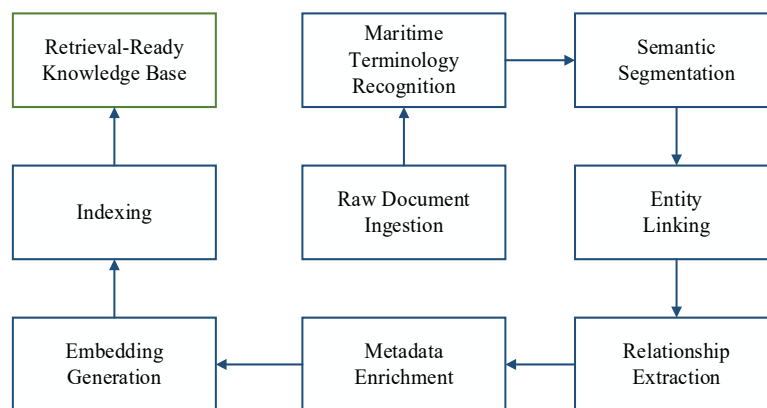 Retrieval-Ready
Knowledge Base
Maritime
Terminology
Recognition
Semantic
Segmentation
Indexing
Raw Document
Ingestion
Entity
Linking
Embedding
Generation
Metadata
Enrichment
Relationship
Extraction